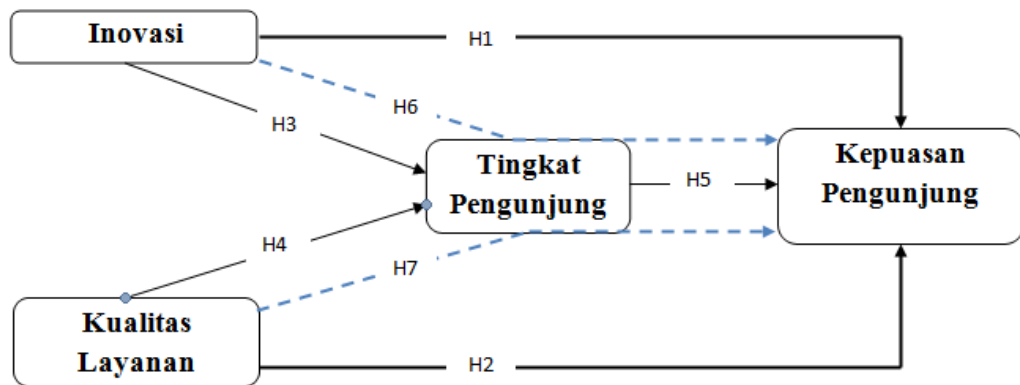 Inovasi
H1
H6
H3
Tingkat
Pengunjung
H5
Kepuasan
Pengunjung
H4
H7
Kualitas
Layanan
H2